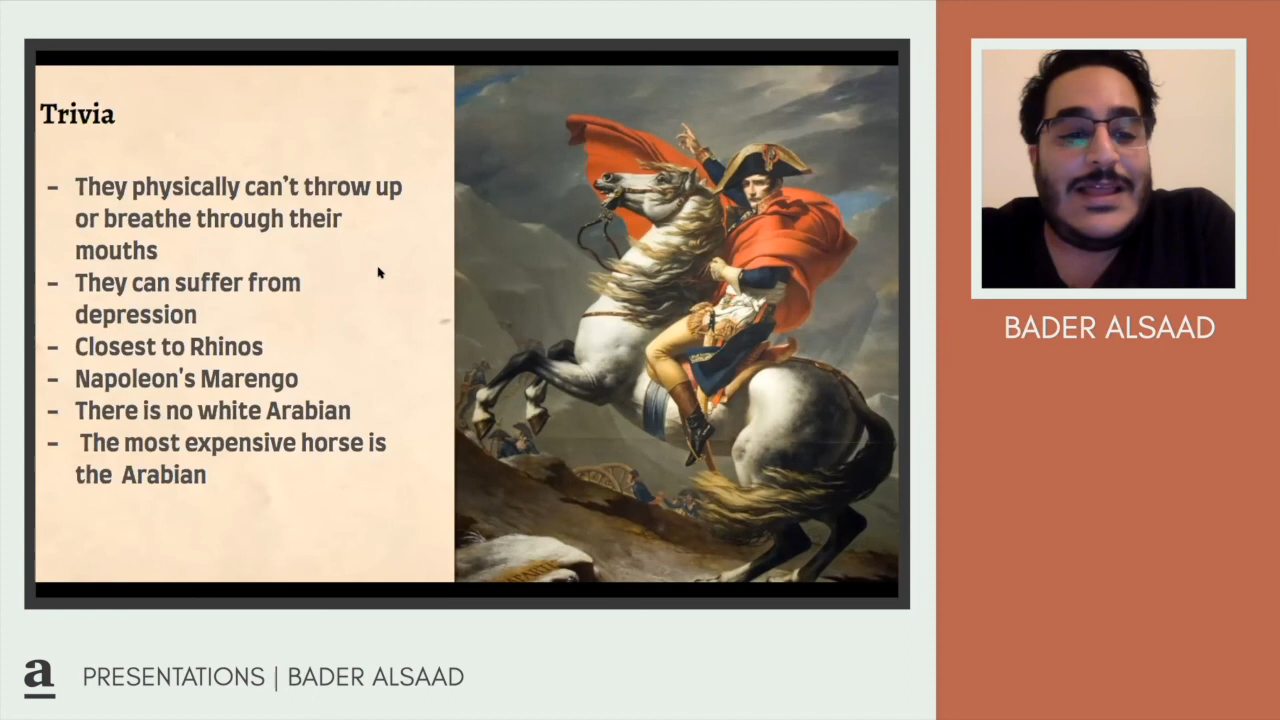 Trivia
- They physically can't throw up
or breathe through their
mouths
- They can suffer from
depression
- Closest to Rhinos
- Napoleon's Marengo
- There is no white Arabian
- The most expensive horse is
the Arabian
BADER ALSAAD
a PRESENTATIONS | BADER ALSAAD